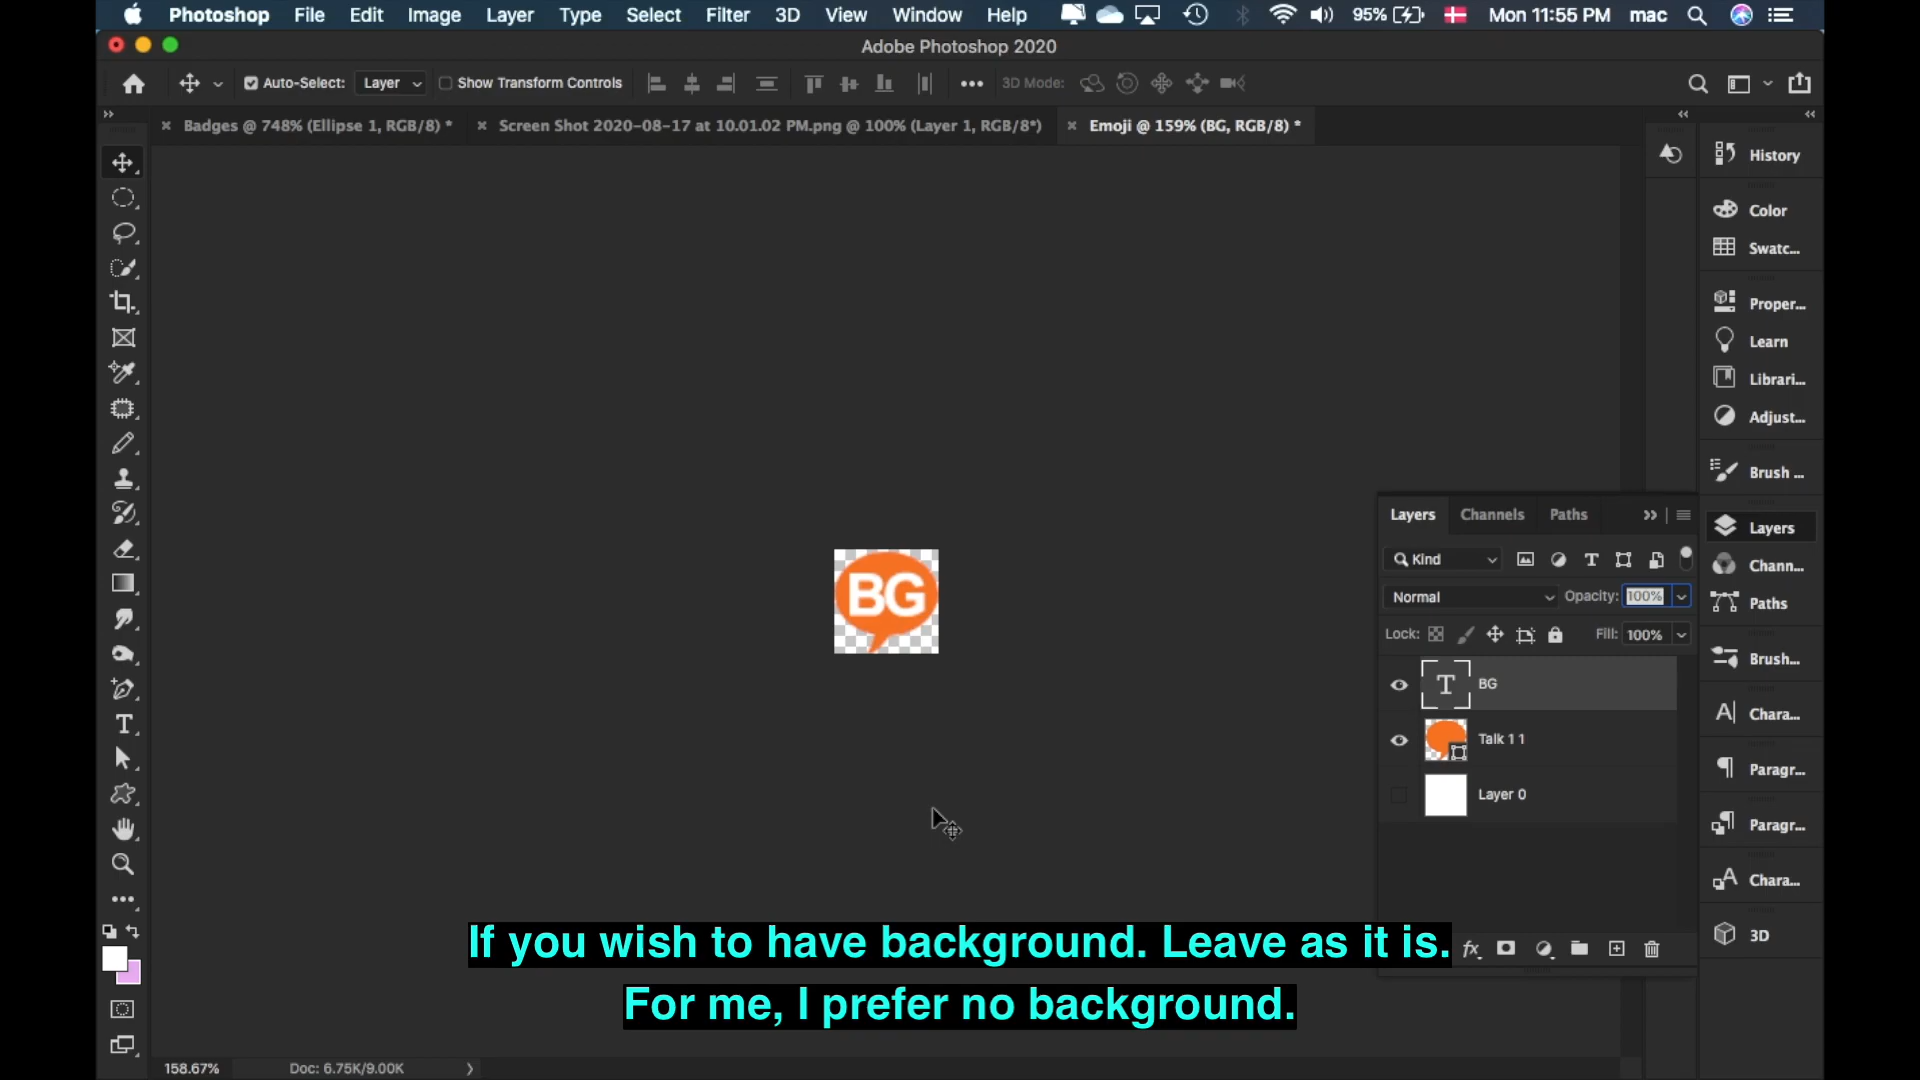 Photoshop File Edit Image Layer Type Select Filter 3D View Window Help 95% Mon 11:55 PM mac
Adobe Photoshop 2020
Auto-Select: Layer Show Transform Controls 3D Mode:
Badges @ 748% (Ellipse 1, RGB/8) * Screen Shot 2020-08-17 at 10.01.02 PM.png @ 100% (Layer 1, RGB/8*) Emoji @ 159% (BG, RGB/8) *
History
Color
Swatc...
Proper...
Learn
Librari...
Adjust...
Brush ...
Layers
Chann...
Paths
Brush...
Chara...
Paragr...
Paragr...
Chara...
3D
Layers Channels Paths
Kind
Normal Opacity: 100%
Lock: Fill: 100%
BG
Talk 1 1
Layer 0
fx
BG
If you wish to have background. Leave as it is.
For me, I prefer no background.
158.67% Doc: 6.75K/9.00K